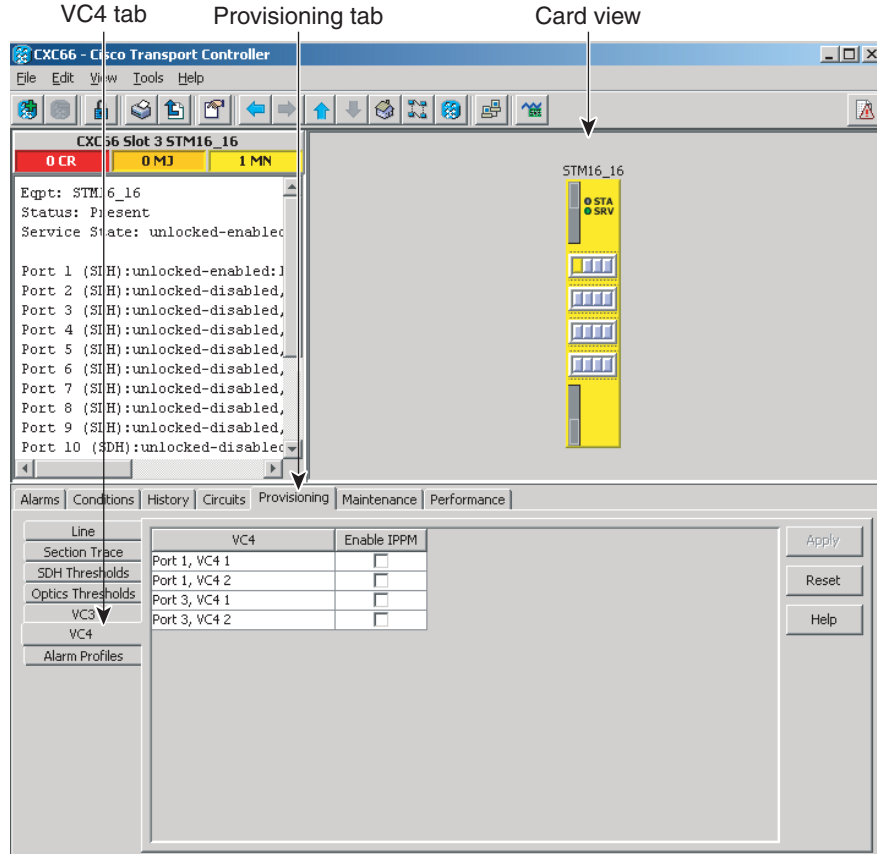 VC4 tab
Provisioning tab
Card view
CXC66 - Cisco Transport Controller
File Edit View Tools Help
CXC66 Slot 3 STM16_16
0 CR
0 MJ
1 MN
Eqpt: STM16_16
Status: Present
Service State: unlocked-enabled
Port 1 (SDH):unlocked-enabled:
Port 2 (SDH):unlocked-disabled,
Port 3 (SDH):unlocked-disabled,
Port 4 (SDH):unlocked-disabled,
Port 5 (SDH):unlocked-disabled,
Port 6 (SDH):unlocked-disabled,
Port 7 (SDH):unlocked-disabled,
Port 8 (SDH):unlocked-disabled,
Port 9 (SDH):unlocked-disabled,
Port 10 (SDH):unlocked-disabled
STM16_16
STA
SRV
Alarms Conditions History Circuits Provisioning Maintenance Performance
Line
Section Trace
SDH Thresholds
Optics Thresholds
VC3
VC4
Alarm Profiles
VC4 Enable IPPM
Port 1, VC4 1
Port 1, VC4 2
Port 3, VC4 1
Port 3, VC4 2
Apply
Reset
Help